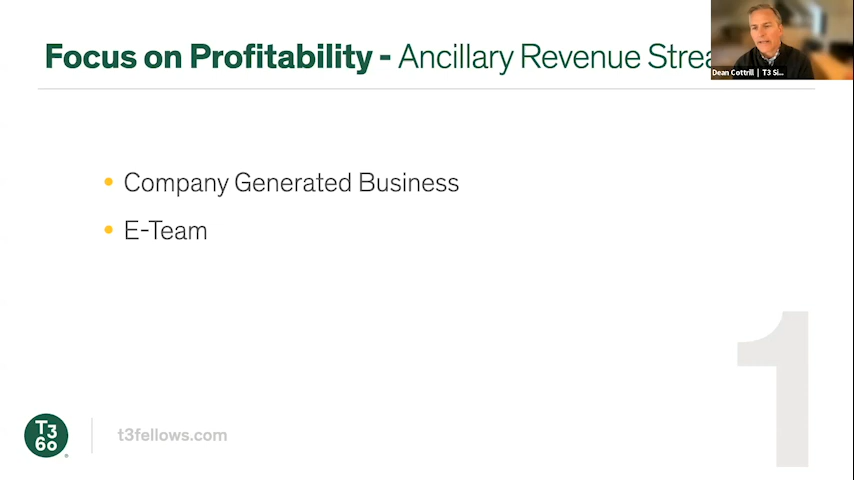 Focus on Profitability - Ancillary Revenue Strea
Dean Cottrill | T3 Si...
Company Generated Business
E-Team
1
T3
60
t3fellows.com